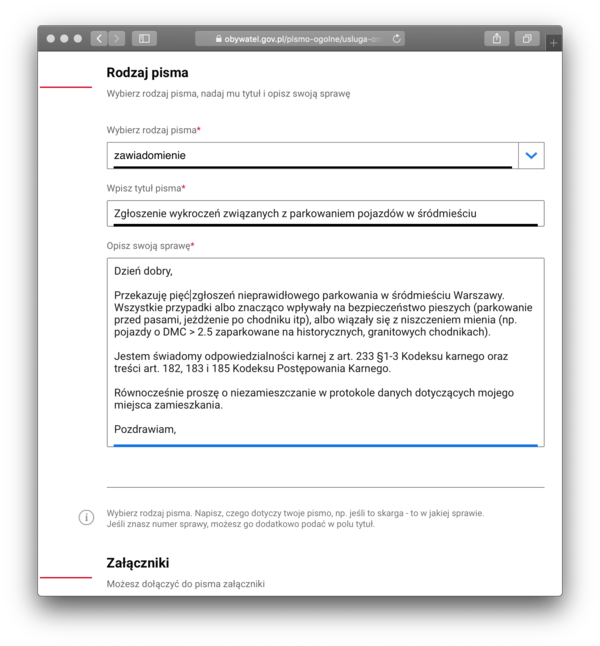 obywatel.gov.pl/pismo-ogolne/usluga-
Rodzaj pisma
Wybierz rodzaj pisma, nadaj mu tytuł i opisz swoją sprawę
Wybierz rodzaj pisma*
zawiadomienie
Wpisz tytuł pisma*
Zgłoszenie wykroczeń związanych z parkowaniem pojazdów w śródmieściu
Opisz swoją sprawę*
Dzień dobry,
Przekazuję pięć zgłoszeń nieprawidłowego parkowania w śródmieściu Warszawy.
Wszystkie przypadki albo znacząco wpływały na bezpieczeństwo pieszych (parkowanie
przed pasami, jeżdżenie po chodniku itp), albo wiązały się z niszczeniem mienia (np.
pojazdy o DMC > 2.5 zaparkowane na historycznych, granitowych chodnikach).
Jestem świadomy odpowiedzialności karnej z art. 233 §1-3 Kodeksu karnego oraz
treści art. 182, 183 i 185 Kodeksu Postępowania Karnego.
Równocześnie proszę o niezamieszczanie w protokole danych dotyczących mojego
miejsca zamieszkania.
Pozdrawiam,
Wybierz rodzaj pisma. Napisz, czego dotyczy twoje pismo, np. jeśli to skarga - to w jakiej sprawie.
Jeśli znasz numer sprawy, możesz go dodatkowo podać w polu tytuł.
Załączniki
Możesz dołączyć do pisma załączniki